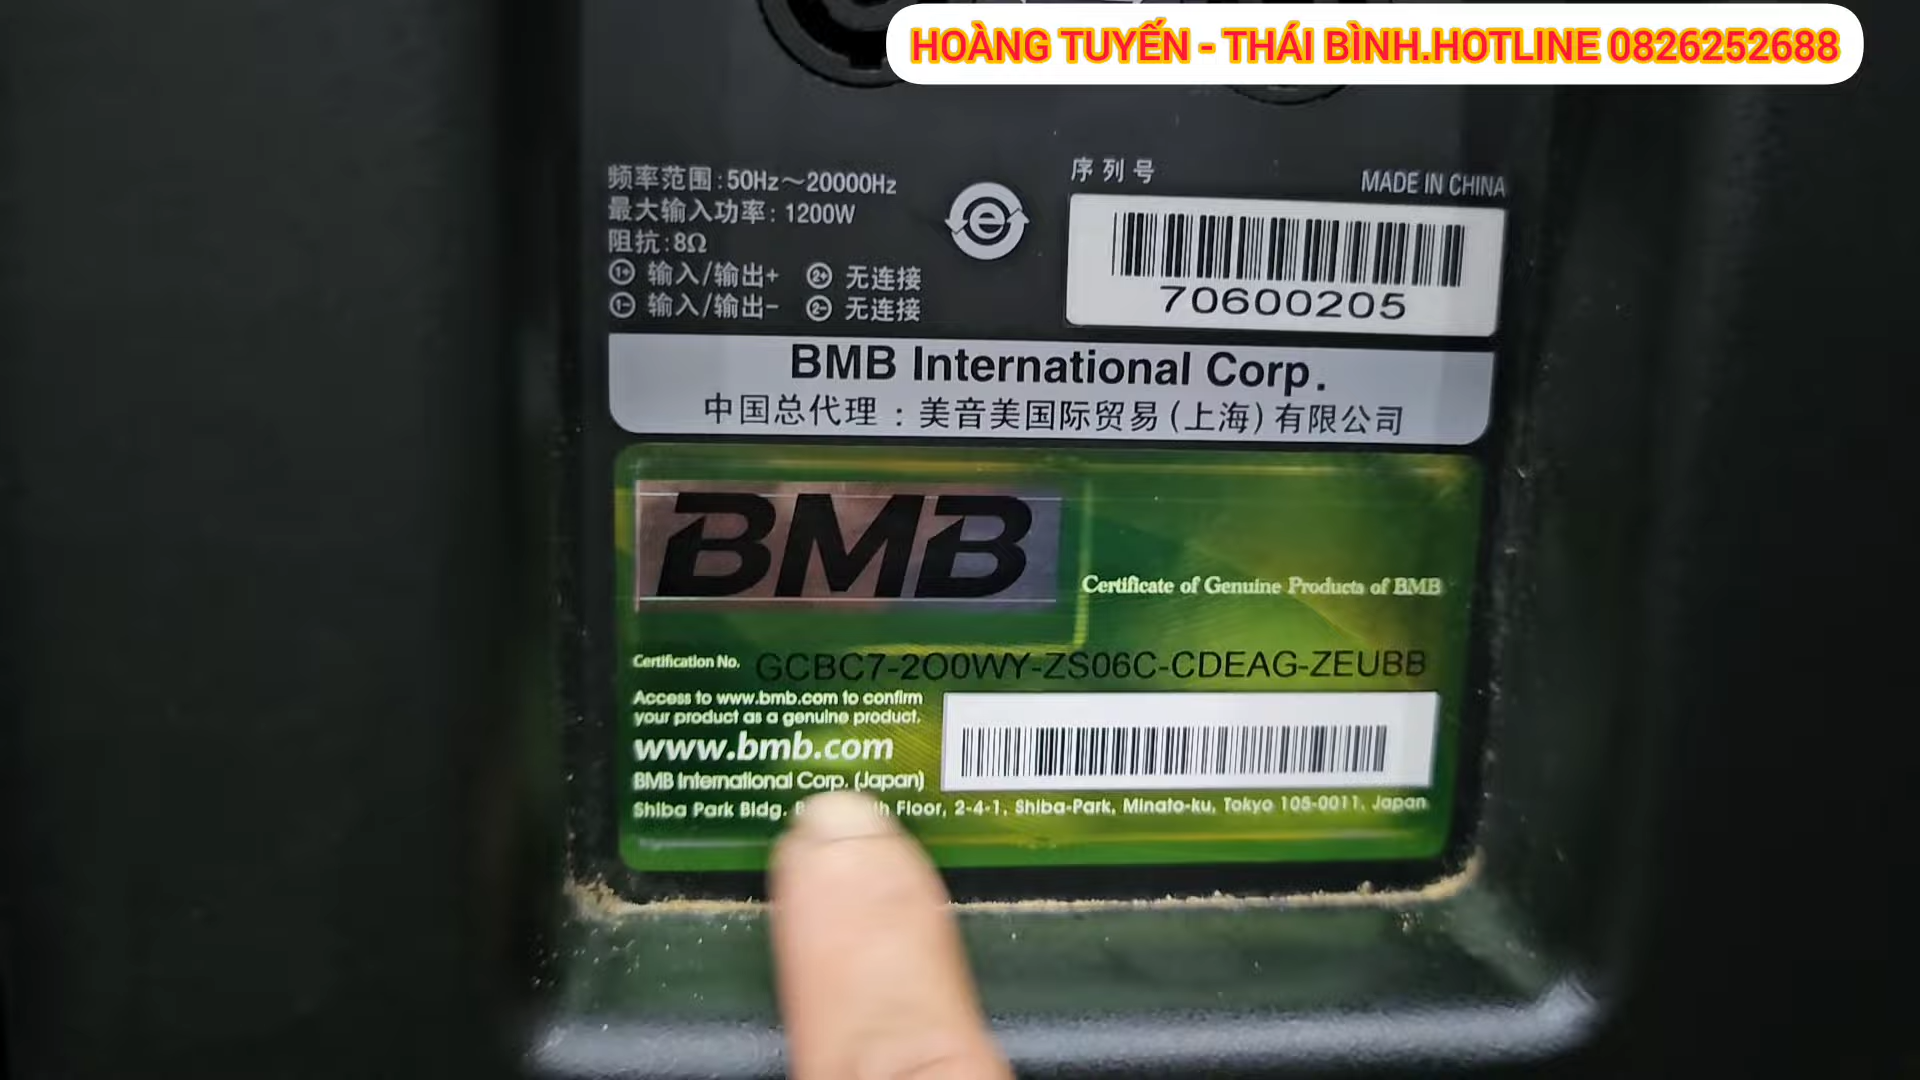 HOÀNG TUYẾN - THÁI BÌNH.HOTLINE 0826252688
频率范围:50Hz～20000Hz
最大输入功率: 1200W
阻抗:8Ω
1+ 输入/输出+ 2+ 无连接
1- 输入/输出- 2- 无连接
e
序列号
MADE IN CHINA
70600205
BMB International Corp.
中国总代理：美音美国际贸易(上海)有限公司
BMB
Certificate of Genuine Products of BMB
Certification No. GCBC7-2O0WY-ZS06C-CDEAG-ZEUBB
Access to www.bmb.com to confirm
your product as a genuine product.
www.bmb.com
BMB International Corp. (Japan)
Shiba Park Bldg. Floor, 2-4-1, Shiba-Park, Minato-ku, Tokyo 105-0011, Japan